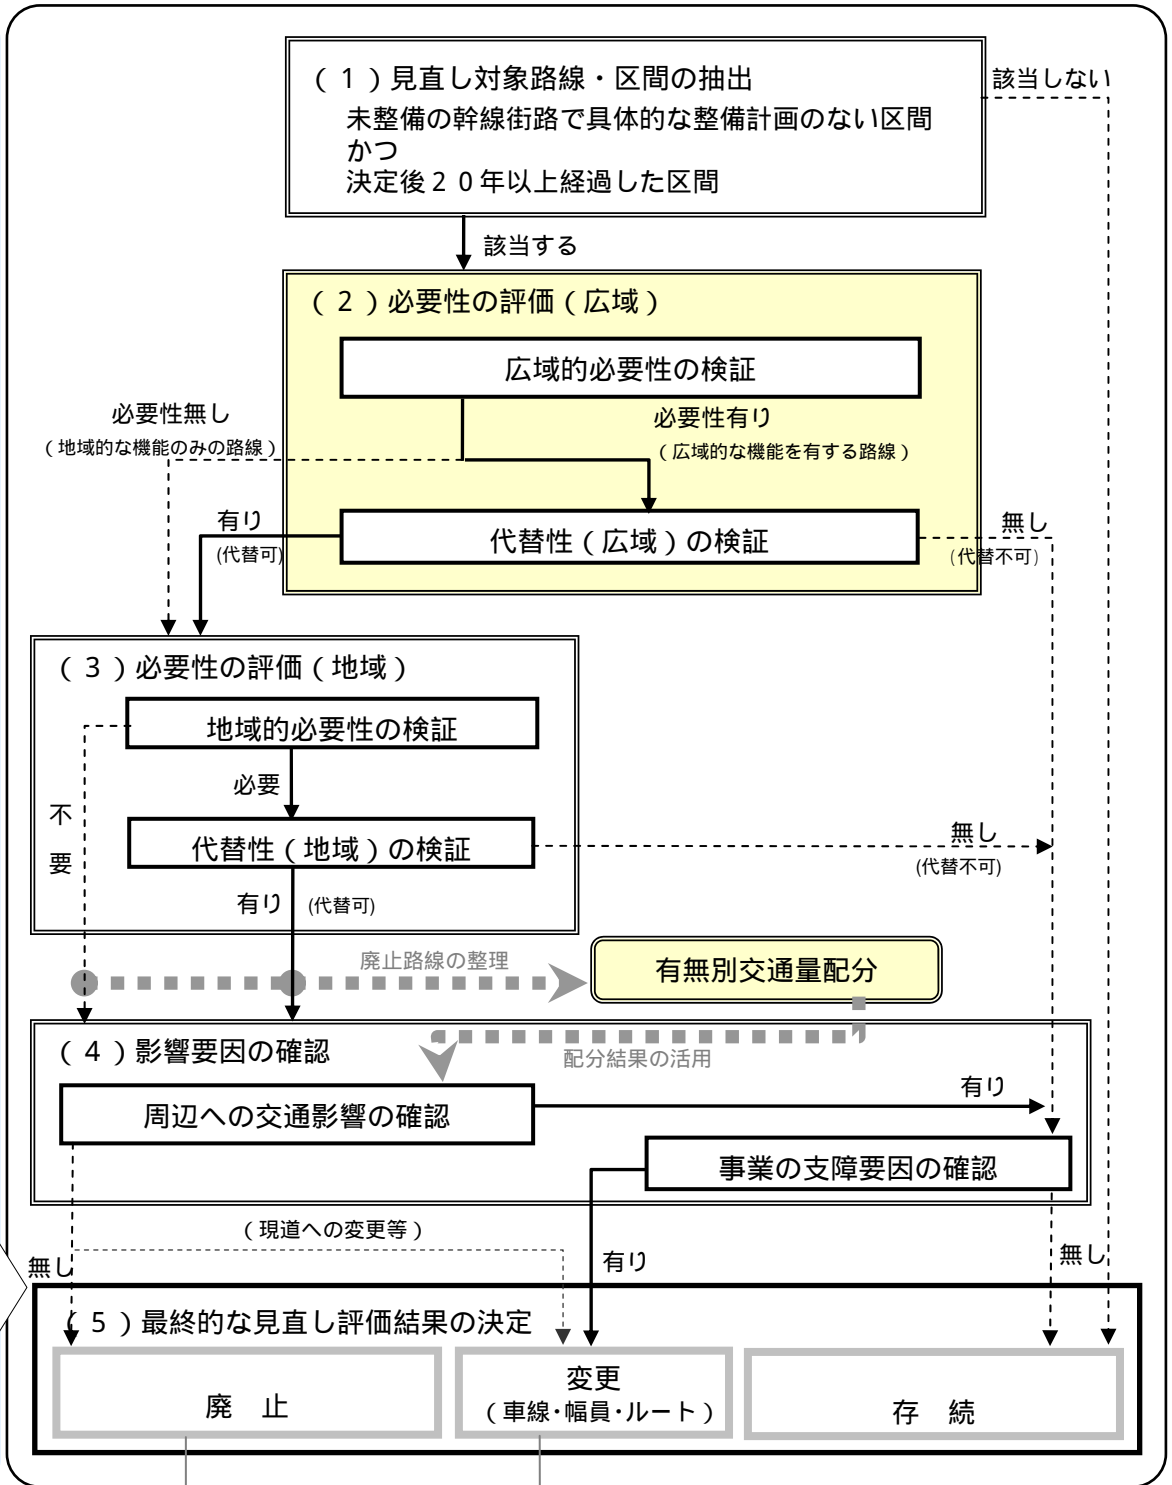 （１）見直し対象路線・区間の抽出
該当しない
未整備の幹線街路で具体的な整備計画のない区間
かつ
決定後２０年以上経過した区間
該当する
（２）必要性の評価（広域）
広域的必要性の検証
必要性無し
（地域的な機能のみの路線）
必要性有り
（広域的な機能を有する路線）
有り
(代替可)
代替性（広域）の検証
無し
(代替不可)
（３）必要性の評価（地域）
地域的必要性の検証
必要
不要
代替性（地域）の検証
無し
(代替不可)
有り (代替可)
廃止路線の整理
有無別交通量配分
（４）影響要因の確認
配分結果の活用
周辺への交通影響の確認
有り
事業の支障要因の確認
（現道への変更等）
無し
有り
無し
（５）最終的な見直し評価結果の決定
廃　止
変更
（車線･幅員･ルート）
存　続